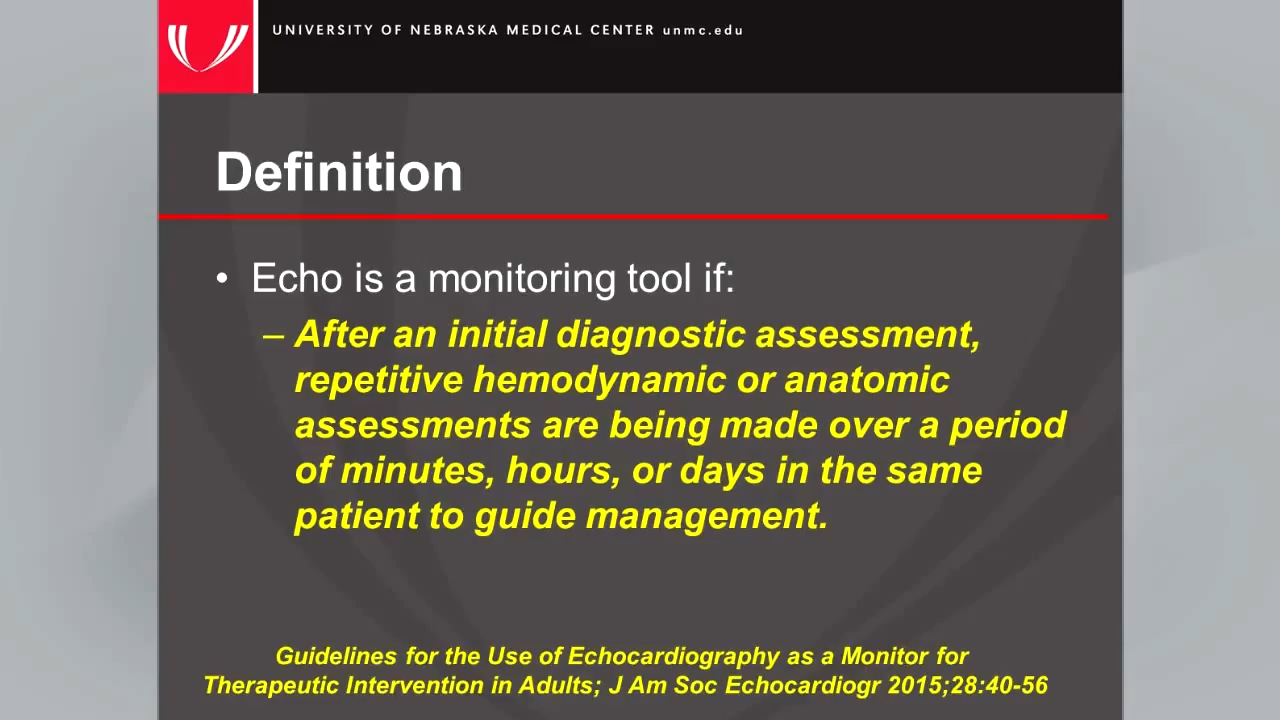 UNIVERSITY OF NEBRASKA MEDICAL CENTER unmc.edu
Definition
• Echo is a monitoring tool if:
– After an initial diagnostic assessment,
repetitive hemodynamic or anatomic
assessments are being made over a period
of minutes, hours, or days in the same
patient to guide management.
Guidelines for the Use of Echocardiography as a Monitor for
Therapeutic Intervention in Adults; J Am Soc Echocardiogr 2015;28:40-56